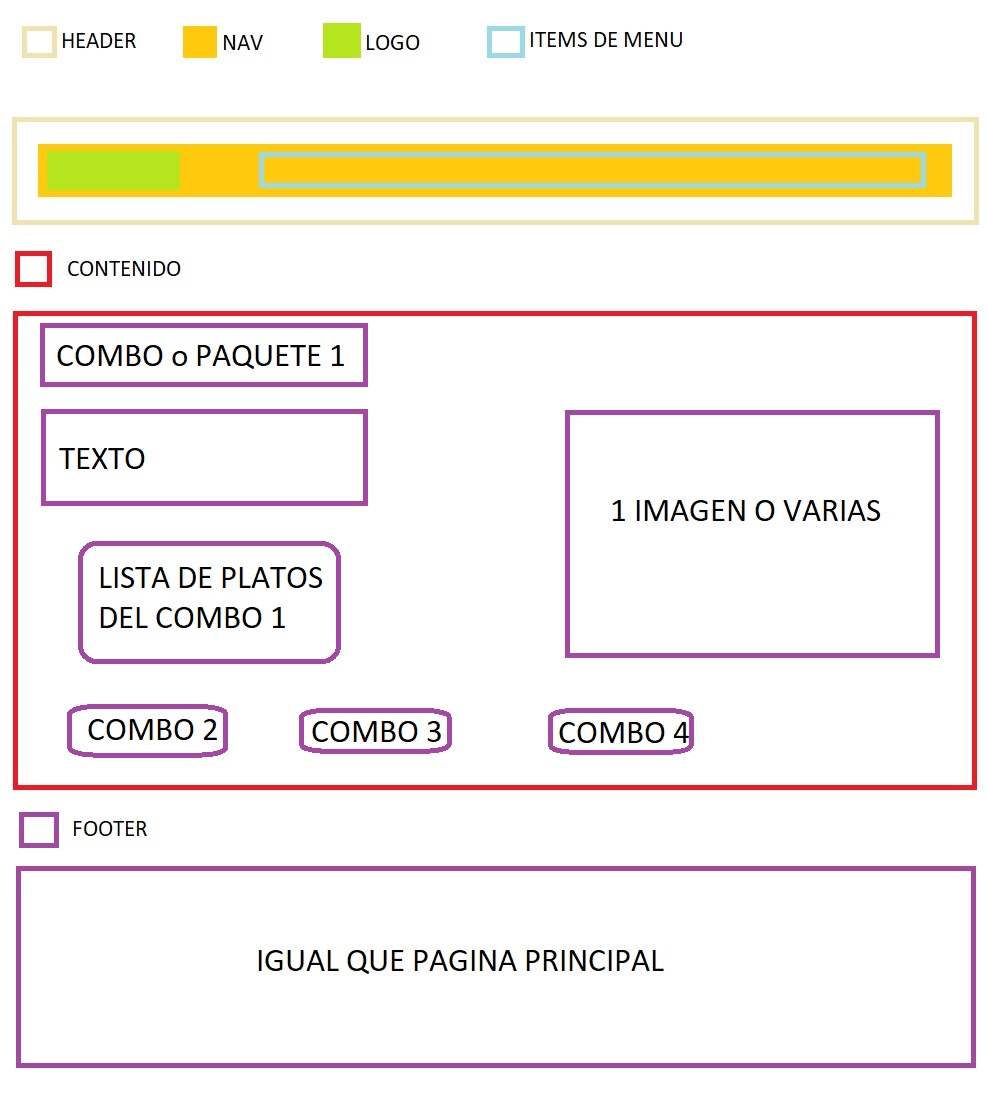 HEADER
NAV
LOGO
ITEMS DE MENU
CONTENIDO
COMBO o PAQUETE 1
TEXTO
1 IMAGEN O VARIAS
LISTA DE PLATOS
DEL COMBO 1
COMBO 2
COMBO 3
COMBO 4
FOOTER
IGUAL QUE PAGINA PRINCIPAL